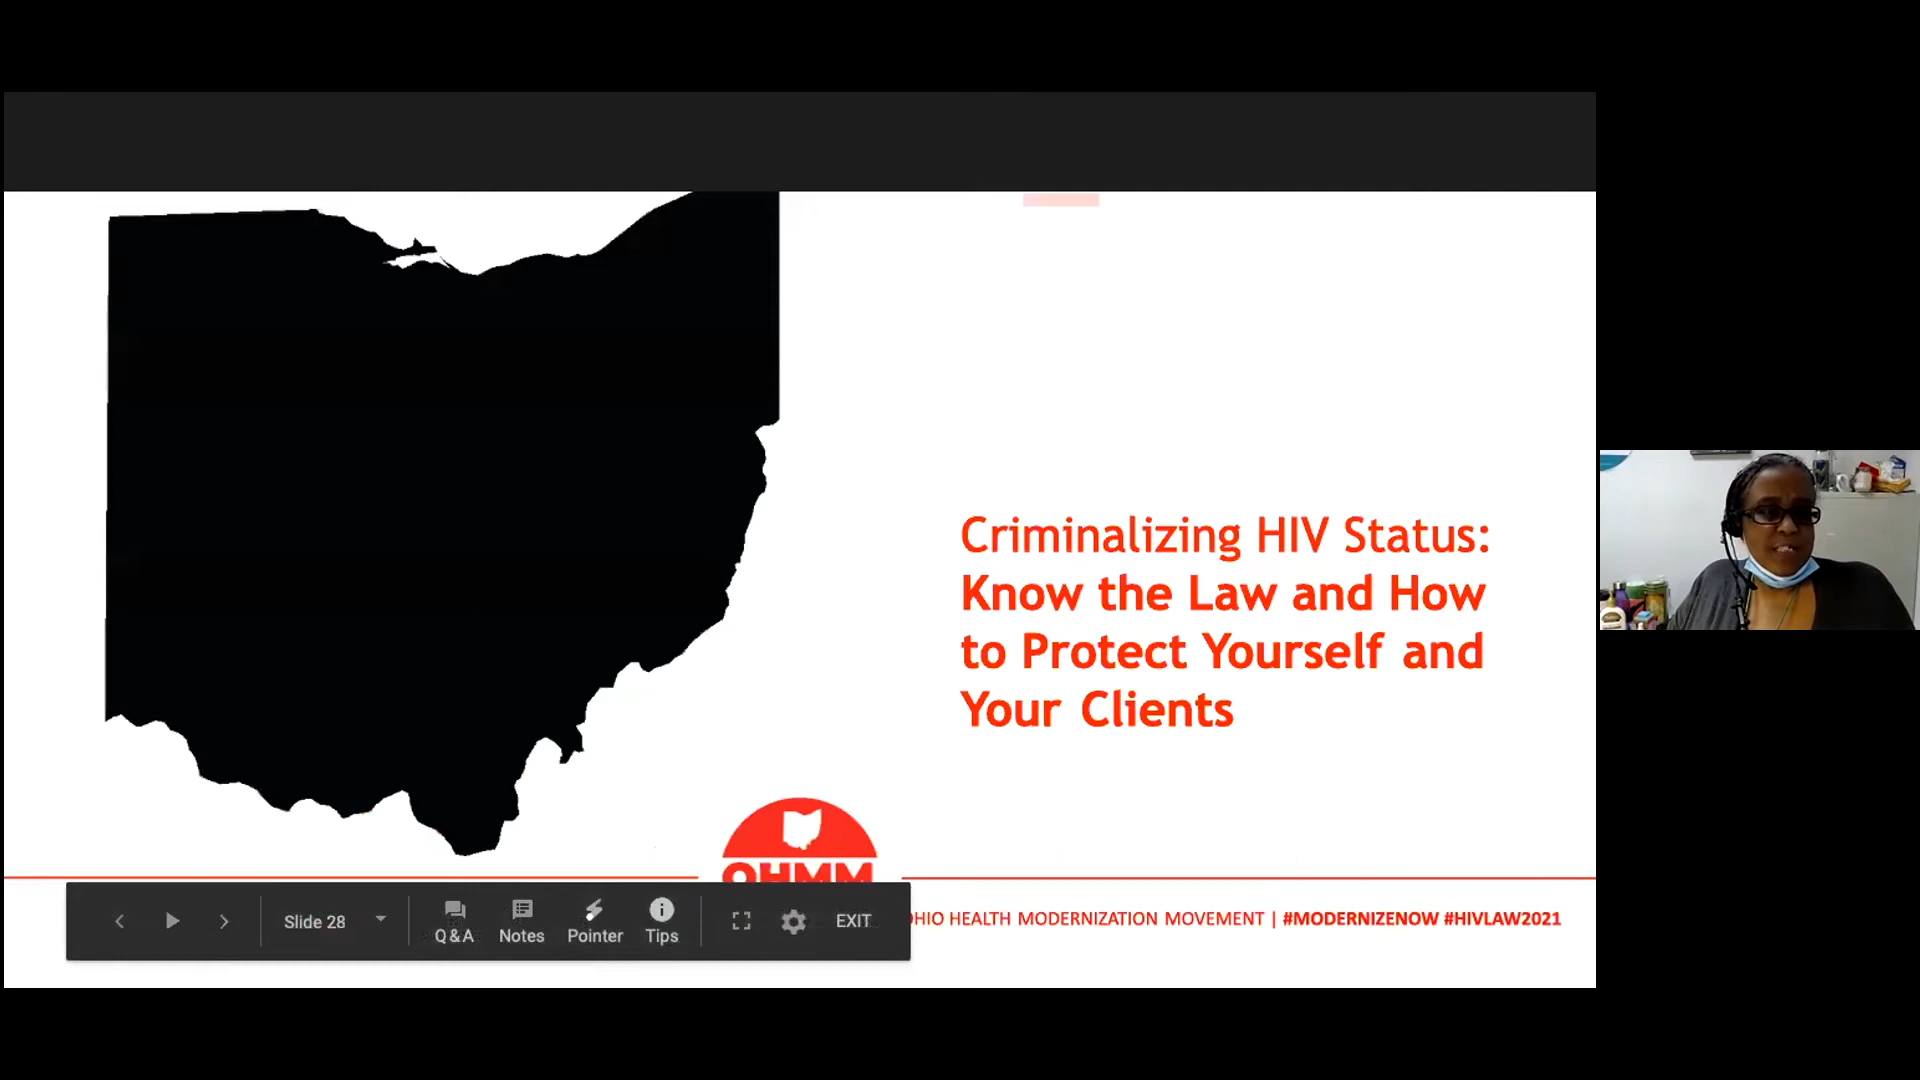 Criminalizing HIV Status:
Know the Law and How
to Protect Yourself and
Your Clients
OHMM
OHIO HEALTH MODERNIZATION MOVEMENT | #MODERNIZENOW #HIVLAW2021
Slide 28
Q&A
Notes
Pointer
Tips
EXIT